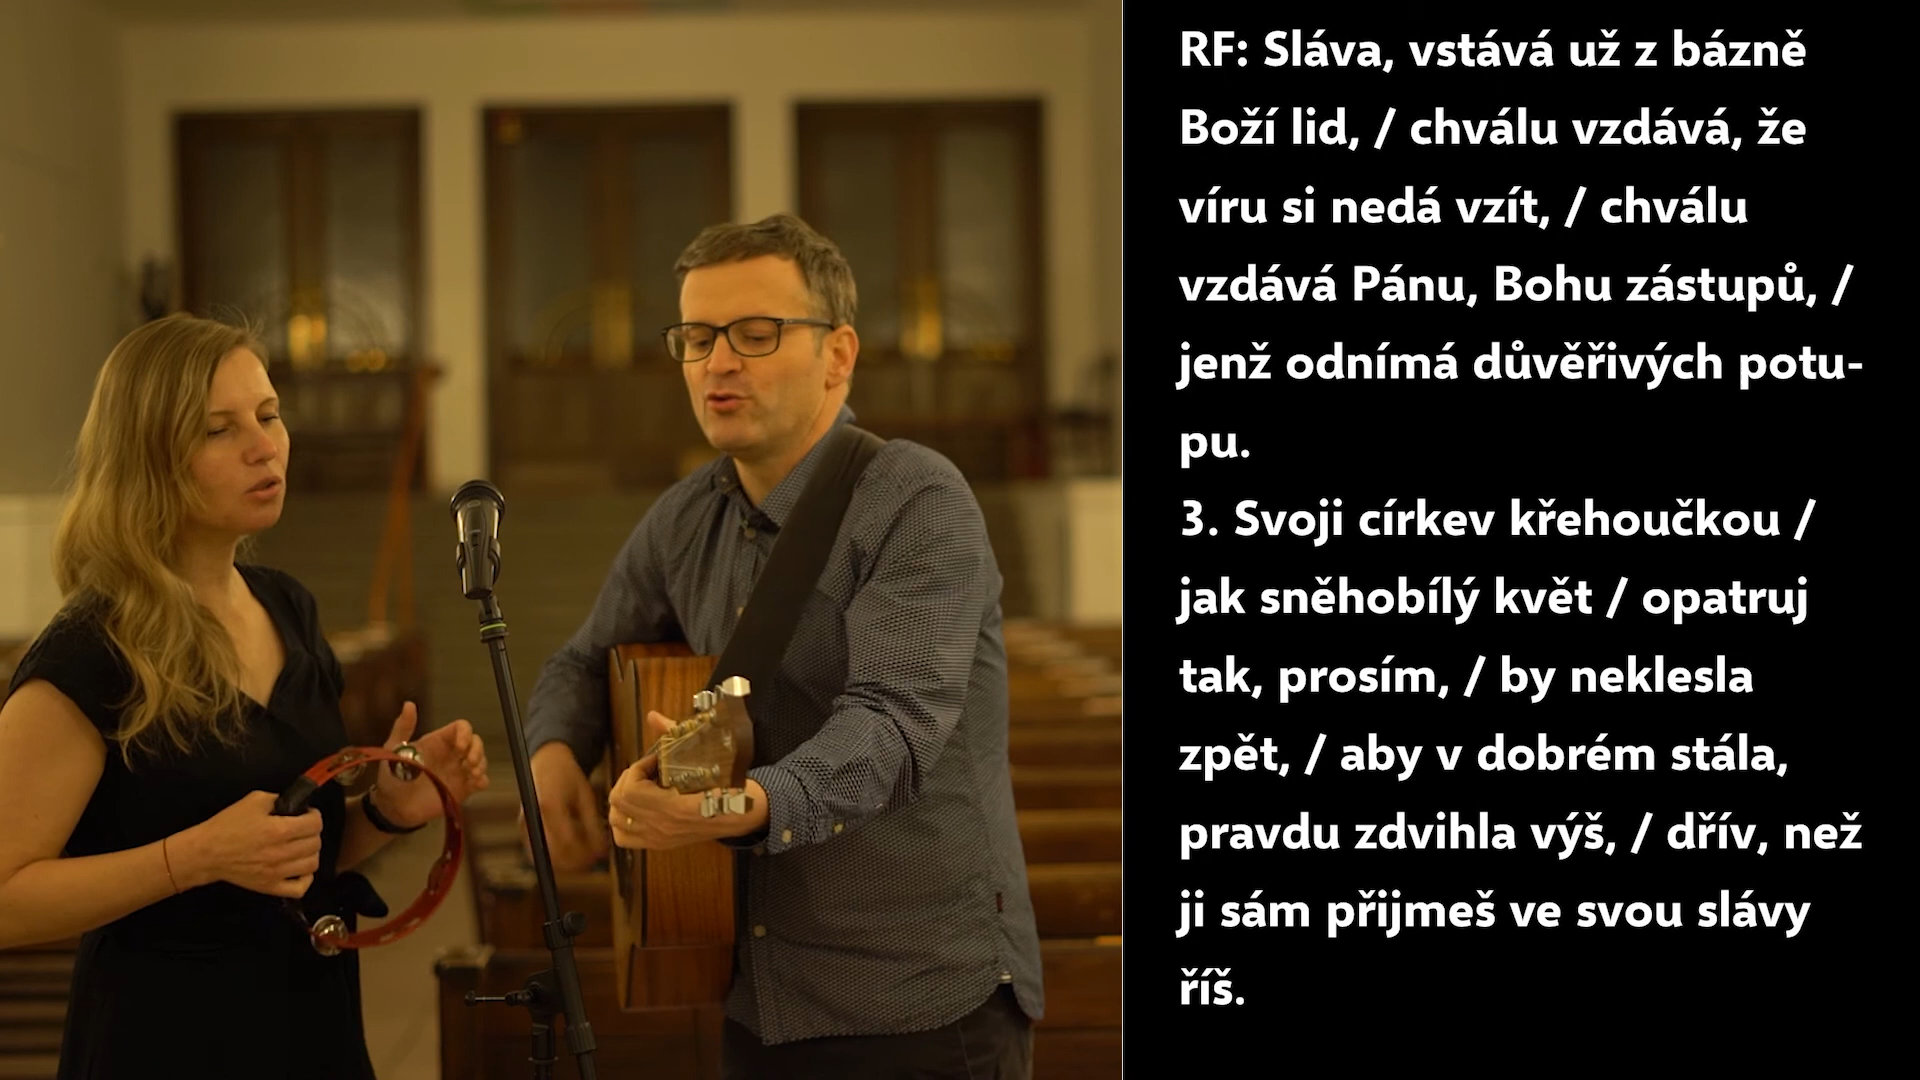 RF: Sláva, vstává už z bázně
Boží lid, / chválu vzdává, že
víru si nedá vzít, / chválu
vzdává Pánu, Bohu zástupů, /
jenž odnímá důvěřivých potu-
pu.
3. Svoji církev křehoučkou /
jak sněhobílý květ / opatruj
tak, prosím, / by neklesla
zpět, / aby v dobrém stála,
pravdu zdvihla výš, / dřív, než
ji sám přijmeš ve svou slávy
říš.